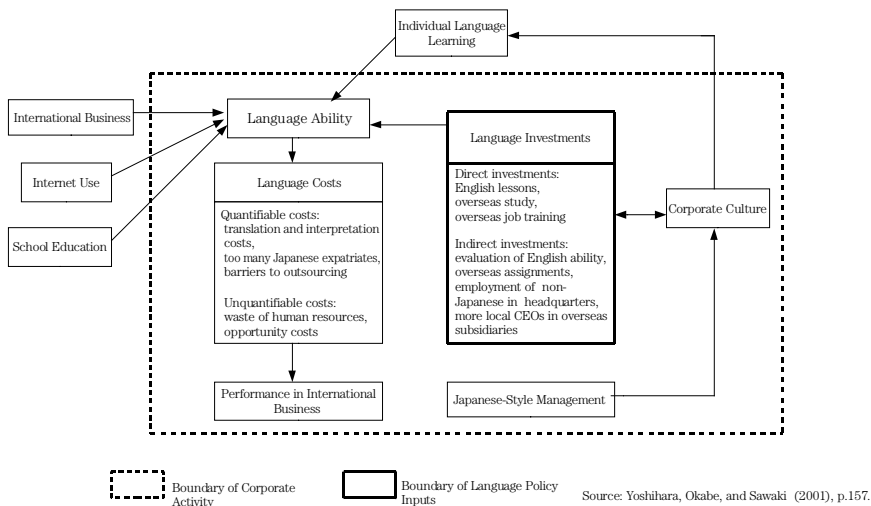 Individual Language
Learning
International Business
Language Ability
Language Investments
Internet Use
Language Costs
Direct investments:
English lessons,
overseas study,
overseas job training
Corporate Culture
School Education
Quantifiable costs:
translation and interpretation
costs,
too many Japanese expatriates,
barriers to outsourcing
Indirect investments:
evaluation of English ability,
overseas assignments,
employment of non-
Japanese in headquarters,
more local CEOs in overseas
subsidiaries
Unquantifiable costs:
waste of human resources,
opportunity costs
Performance in International
Business
Japanese-Style Management
Boundary of Corporate
Activity
Boundary of Language Policy
Inputs
Source: Yoshihara, Okabe, and Sawaki (2001), p.157.